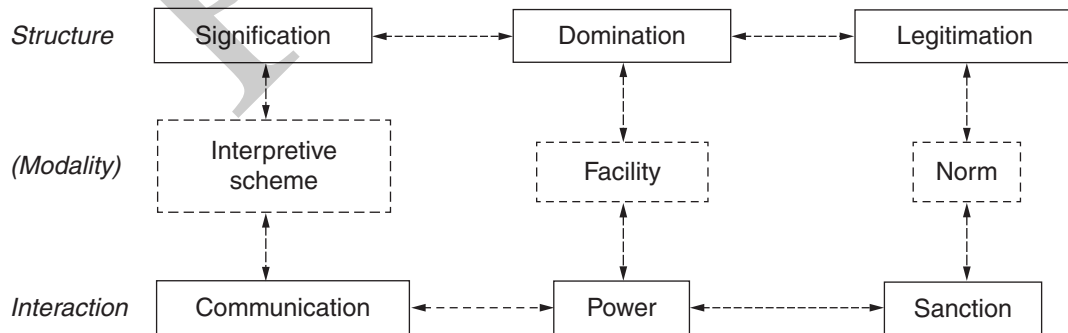 Structure Signification Domination Legitimation
(Modality) Interpretive scheme Facility Norm
Interaction Communication Power Sanction